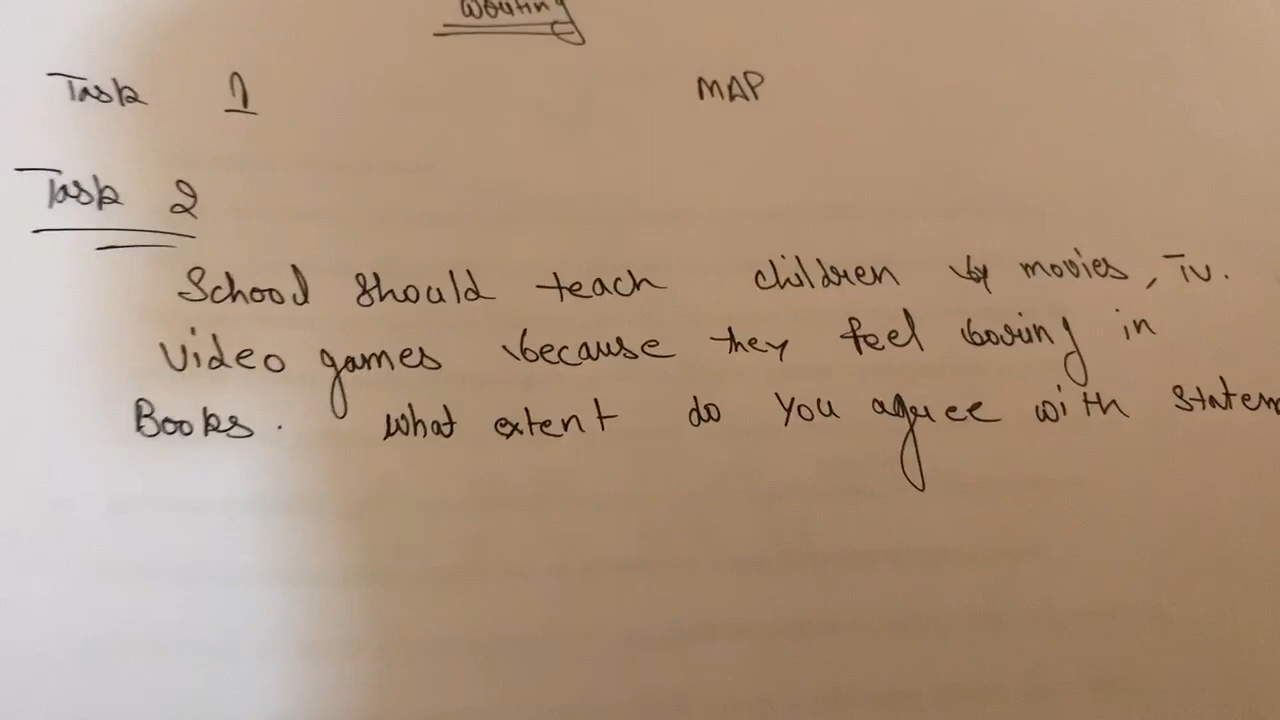 Writing
Task 1 MAP
Task 2
School should teach children by movies, Tv.
Video games because they feel boring in
Books. what extent do you agree with